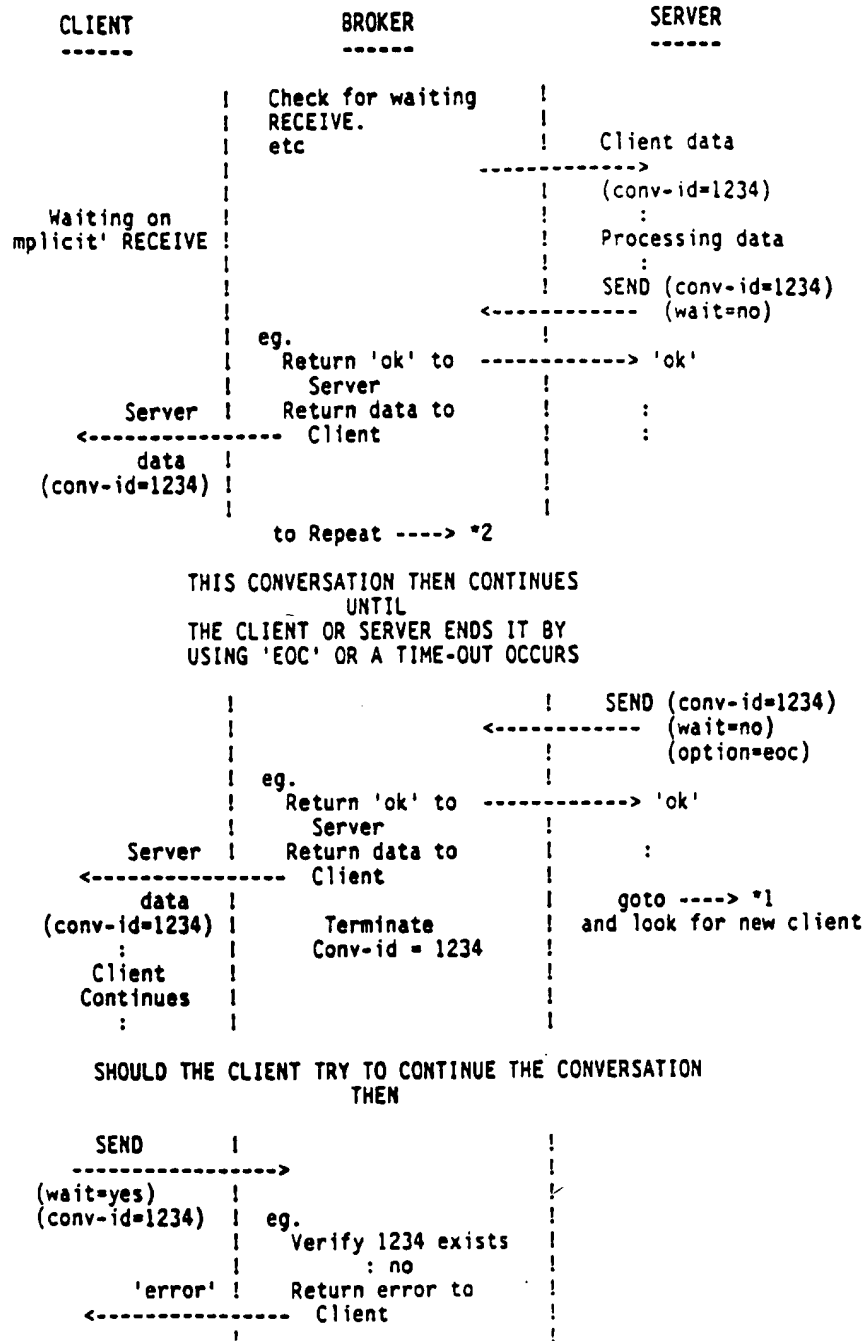 CLIENT BROKER SERVER
------ ------ ------
! Check for waiting !
! RECEIVE. !
! etc ! Client data
! ------------->
! ! (conv-id=1234)
Waiting on ! ! :
mplicit' RECEIVE ! ! Processing data
! ! :
! ! SEND (conv-id=1234)
! <------------- (wait=no)
! eg. !
! Return 'ok' to -------------> 'ok'
! Server !
Server ! Return data to ! :
<----------------- Client ! :
data ! !
(conv-id=1234) ! !
! !
to Repeat ----> *2
THIS CONVERSATION THEN CONTINUES
UNTIL
THE CLIENT OR SERVER ENDS IT BY
USING 'EOC' OR A TIME-OUT OCCURS
! ! SEND (conv-id=1234)
! <------------- (wait=no)
! ! (option=eoc)
! eg. !
! Return 'ok' to -------------> 'ok'
! Server !
Server ! Return data to ! :
<----------------- Client !
data ! ! goto ----> *1
(conv-id=1234) ! Terminate ! and look for new client
: ! Conv-id = 1234 !
Client ! !
Continues ! !
: ! !
SHOULD THE CLIENT TRY TO CONTINUE THE CONVERSATION
THEN
SEND ! !
-----------------> !
(wait=yes) ! !
(conv-id=1234) ! eg. !
! Verify 1234 exists !
! : no !
'error' ! Return error to !
<----------------- Client !
! !